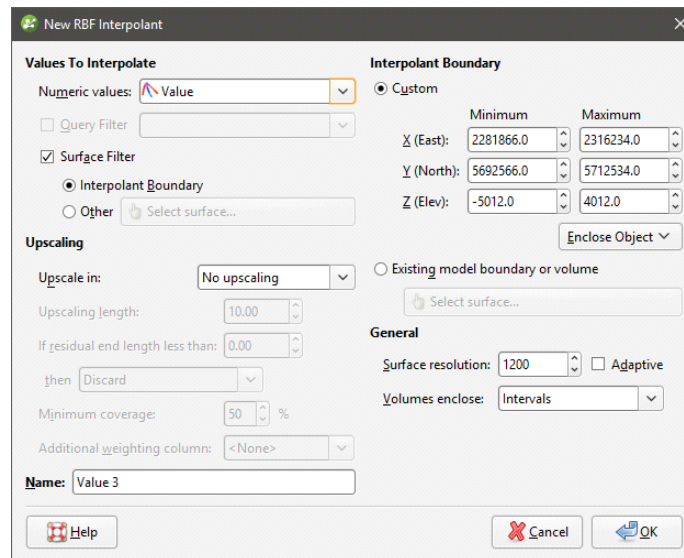 New RBF Interpolant
Values To Interpolate
Numeric values: Value
Query Filter
Surface Filter
Interpolant Boundary
Other Select surface...
Upscaling
Upscale in: No upscaling
Upscaling length: 10.00
If residual end length less than: 0.00
then Discard
Minimum coverage: 50 %
Additional weighting column: <None>
Name: Value 3
Interpolant Boundary
Custom
Minimum Maximum
X (East): 2281866.0 2316234.0
Y (North): 5692566.0 5712534.0
Z (Elev): -5012.0 4012.0
Enclose Object
Existing model boundary or volume
Select surface...
General
Surface resolution: 1200 Adaptive
Volumes enclose: Intervals
Help Cancel OK